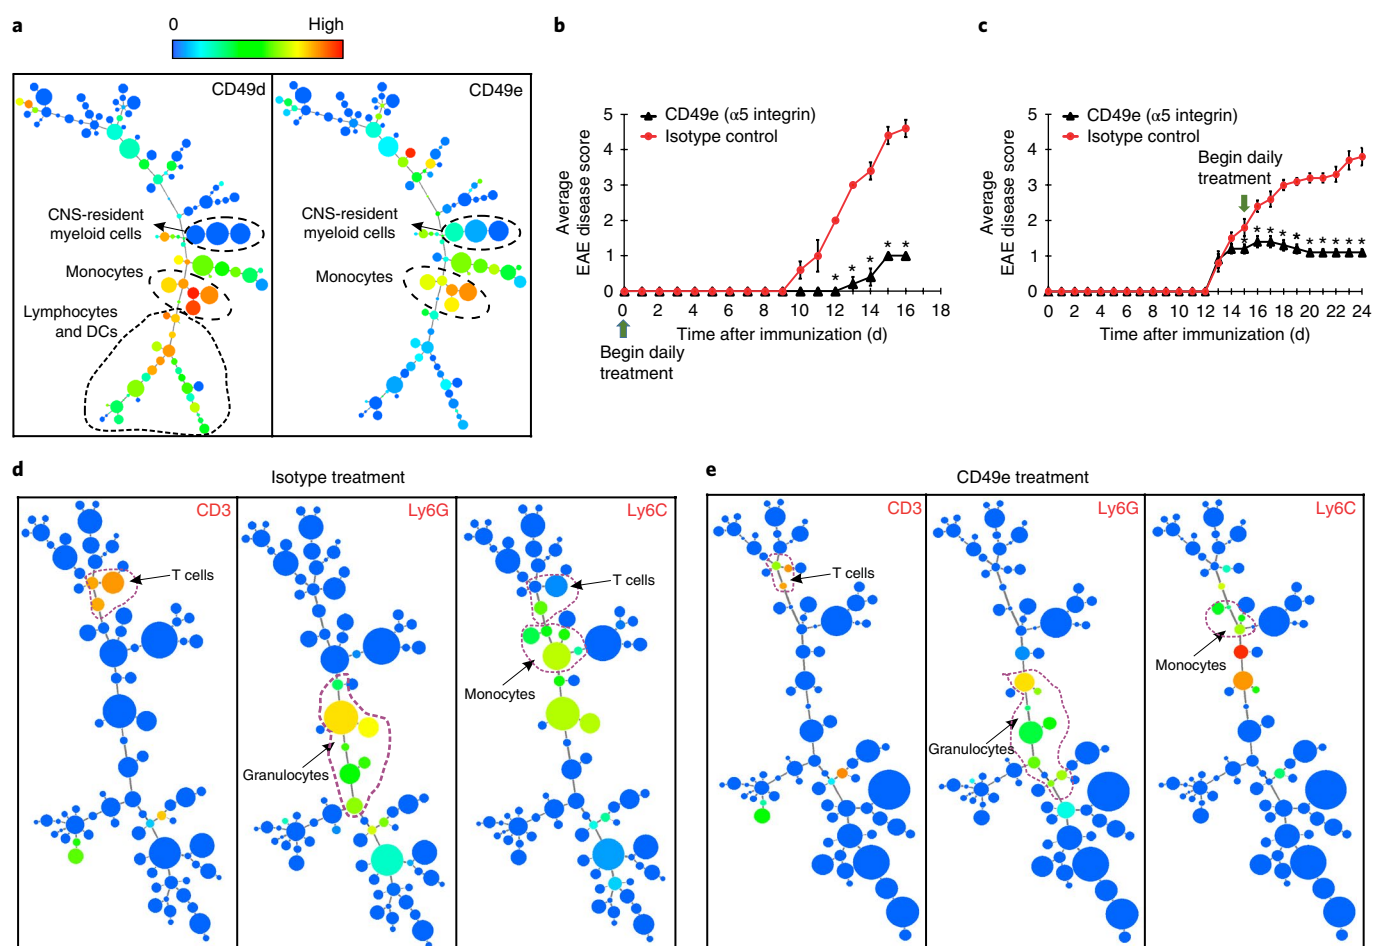 a
0 High
CD49d
CD49e
CNS-resident
myeloid cells
Monocytes
Lymphocytes
and DCs
CNS-resident
myeloid cells
Monocytes
b
CD49e (α5 integrin)
Isotype control
Average
EAE disease score
5
4
3
2
1
0
0 2 4 6 8 10 12 14 16 18
* * * * *
Time after immunization (d)
Begin daily
treatment
c
CD49e (α5 integrin)
Isotype control
Begin daily
treatment
Average
EAE disease score
5
4
3
2
1
0
* * * * * * * * * *
0 2 4 6 8 10 12 14 16 18 20 22 24
Time after immunization (d)
d
Isotype treatment
CD3
T cells
Ly6G
Granulocytes
Ly6C
T cells
Monocytes
e
CD49e treatment
CD3
T cells
Ly6G
Granulocytes
Ly6C
Monocytes